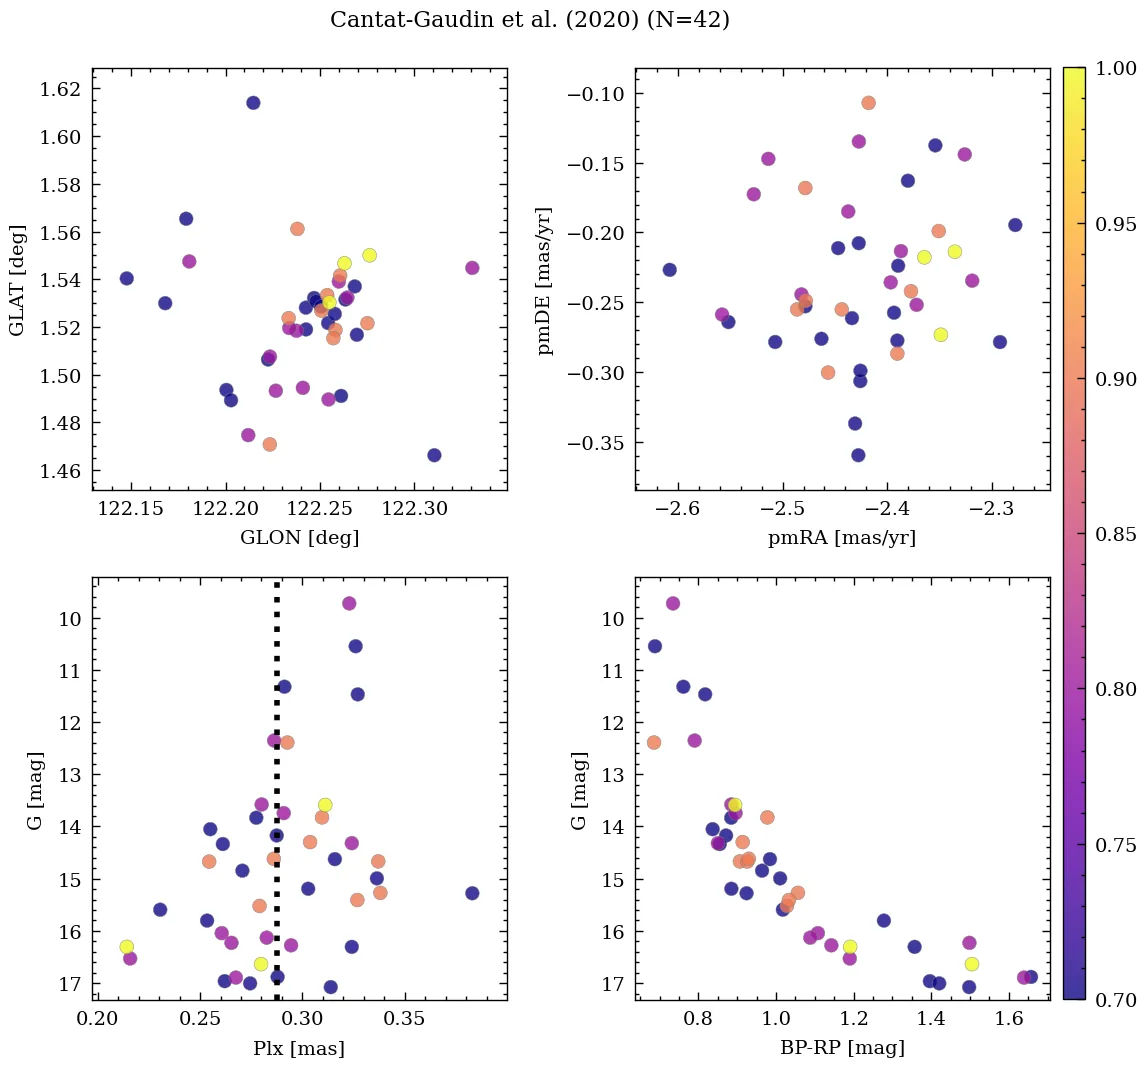 Cantat-Gaudin et al. (2020) (N=42)
1.62
1.60
1.58
1.56
1.54
1.52
1.50
1.48
1.46
GLAT [deg]
122.15 122.20 122.25 122.30
GLON [deg]
−0.10
−0.15
−0.20
−0.25
−0.30
−0.35
pmDE [mas/yr]
−2.6 −2.5 −2.4 −2.3
pmRA [mas/yr]
10
11
12
13
14
15
16
17
G [mag]
0.20 0.25 0.30 0.35
Plx [mas]
10
11
12
13
14
15
16
17
G [mag]
0.8 1.0 1.2 1.4 1.6
BP-RP [mag]
1.00
0.95
0.90
0.85
0.80
0.75
0.70